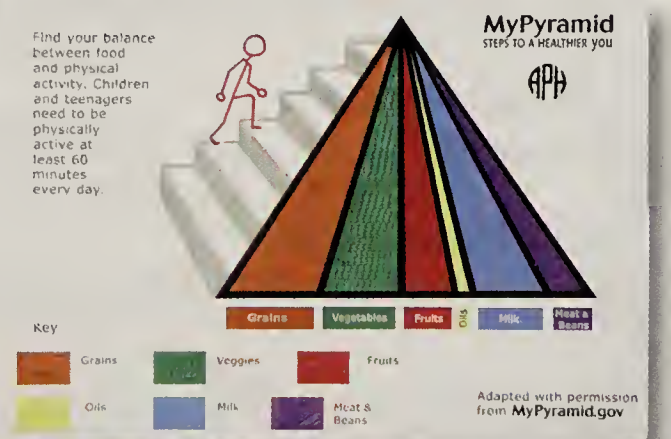 Find your balance
between food
and physical
activity. Children
and teenagers
need to be
physically
active at
least 60
minutes
every day.
MyPyramid
STEPS TO A HEALTHIER YOU
APH
Grains
Vegetables
Fruits
Oils
Milk
Meat &
Beans
Key
Grains
Veggies
Fruits
Oils
Milk
Meat &
Beans
Adapted with permission
from MyPyramid.gov